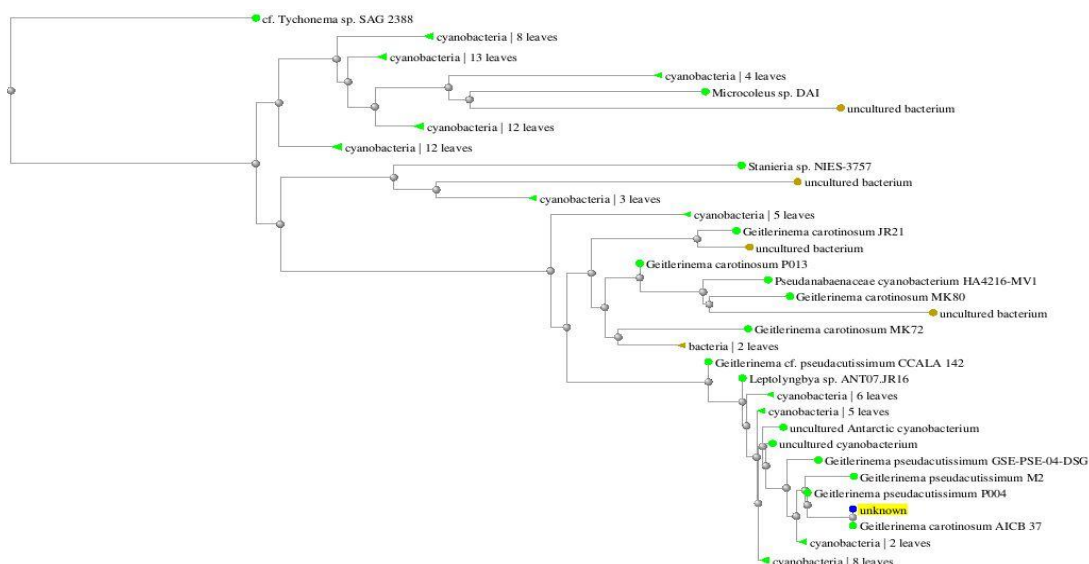 cf. Tychonema sp. SAG 2388
cyanobacteria | 8 leaves
cyanobacteria | 13 leaves
cyanobacteria | 4 leaves
Microcoleus sp. DAI
uncultured bacterium
cyanobacteria | 12 leaves
cyanobacteria | 12 leaves
Stanieria sp. NIES-3757
uncultured bacterium
cyanobacteria | 3 leaves
cyanobacteria | 5 leaves
Geitlerinema carotinosum JR21
uncultured bacterium
Geitlerinema carotinosum P013
Pseudanabaenaceae cyanobacterium HA4216-MV1
Geitlerinema carotinosum MK80
uncultured bacterium
Geitlerinema carotinosum MK72
bacteria | 2 leaves
Geitlerinema cf. pseudacutissimum CCALA 142
Leptolyngbya sp. ANT07.JR16
cyanobacteria | 6 leaves
cyanobacteria | 5 leaves
uncultured Antarctic cyanobacterium
uncultured cyanobacterium
Geitlerinema pseudacutissimum GSE-PSE-04-DSG
Geitlerinema pseudacutissimum M2
Geitlerinema pseudacutissimum P004
unknown
Geitlerinema carotinosum AICB 37
cyanobacteria | 2 leaves
cyanobacteria | 8 leaves